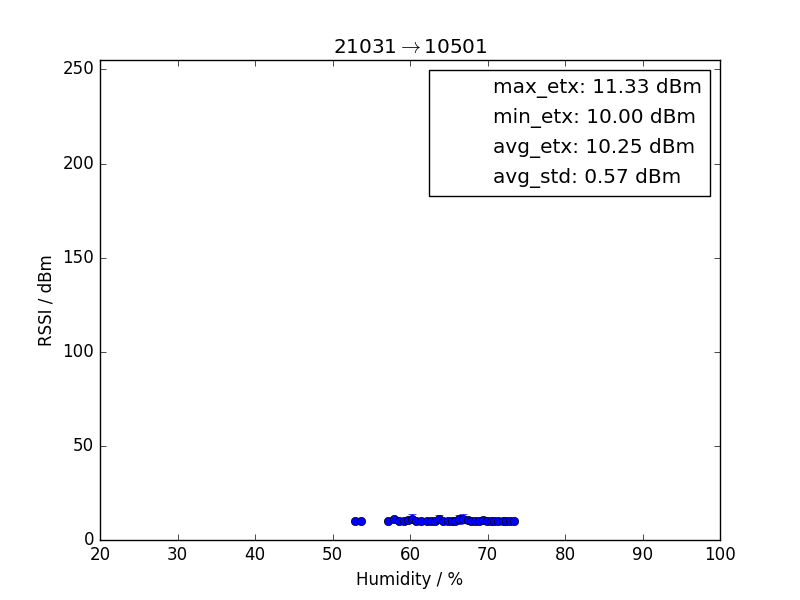 21031→10501
max_etx: 11.33 dBm
min_etx: 10.00 dBm
avg_etx: 10.25 dBm
avg_std: 0.57 dBm
250
200
150
100
50
0
RSSI / dBm
20 30 40 50 60 70 80 90 100
Humidity / %